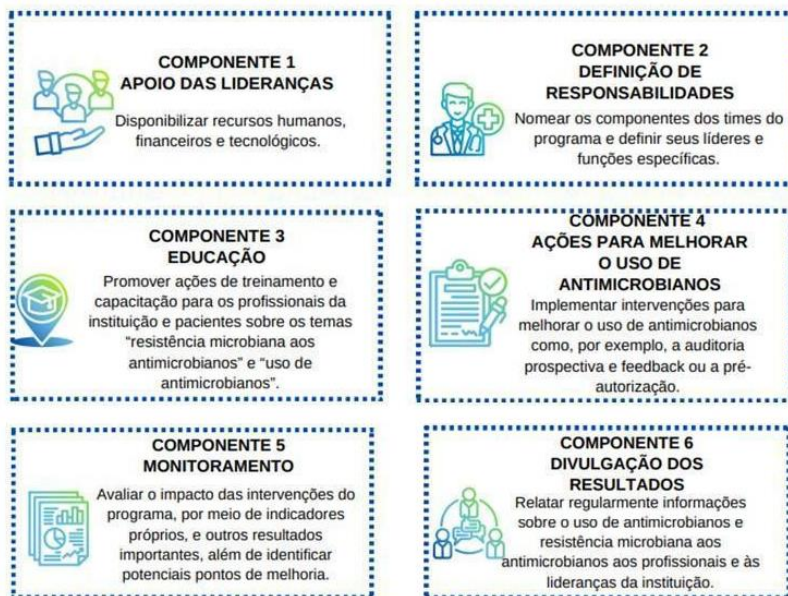 COMPONENTE 1
APOIO DAS LIDERANÇAS
Disponibilizar recursos humanos,
financeiros e tecnológicos.
COMPONENTE 2
DEFINIÇÃO DE
RESPONSABILIDADES
Nomear os componentes dos times do
programa e definir seus líderes e
funções específicas.
COMPONENTE 3
EDUCAÇÃO
Promover ações de treinamento e
capacitação para os profissionais da
instituição e pacientes sobre os temas
"resistência microbiana aos
antimicrobianos" e "uso de
antimicrobianos".
COMPONENTE 4
AÇÕES PARA MELHORAR
O USO DE
ANTIMICROBIANOS
Implementar intervenções para
melhorar o uso de antimicrobianos
como, por exemplo, a auditoria
prospectiva e feedback ou a pré-
autorização.
COMPONENTE 5
MONITORAMENTO
Avaliar o impacto das intervenções do
programa, por meio de indicadores
próprios, e outros resultados
importantes, além de identificar
potenciais pontos de melhoria.
COMPONENTE 6
DIVULGAÇÃO DOS
RESULTADOS
Relatar regularmente informações
sobre o uso de antimicrobianos e
resistência microbiana aos
antimicrobianos aos profissionais e às
lideranças da instituição.